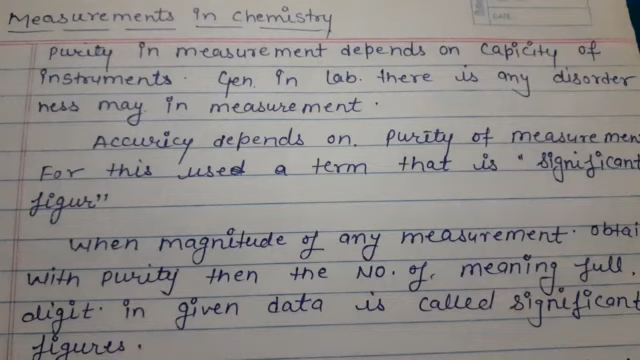 Measurements in Chemistry
purity in measurement depends on capicity of
instruments. Gen. in lab. there is any disorder
ness may in measurement.
Accuricy depends on. purity of measuremen
For this used a term that is "significant
figur"
When magnitude of any measurement. obtai
with purity then the No. of. meaning full.
digit. in given data is called significant
figures.